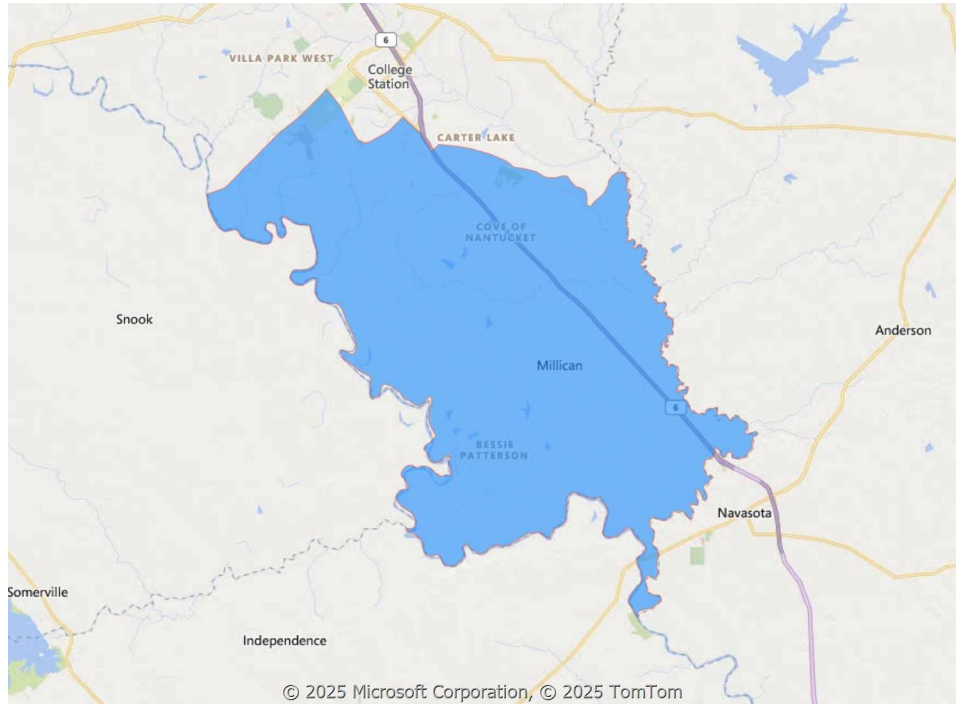 6
VILLA PARK WEST
College
Station
CARTER LAKE
COVE OF
NANTUCKET
Snook
Anderson
Millican
6
BESSIE
PATTERSON
Navasota
Somerville
Independence
© 2025 Microsoft Corporation, © 2025 TomTom